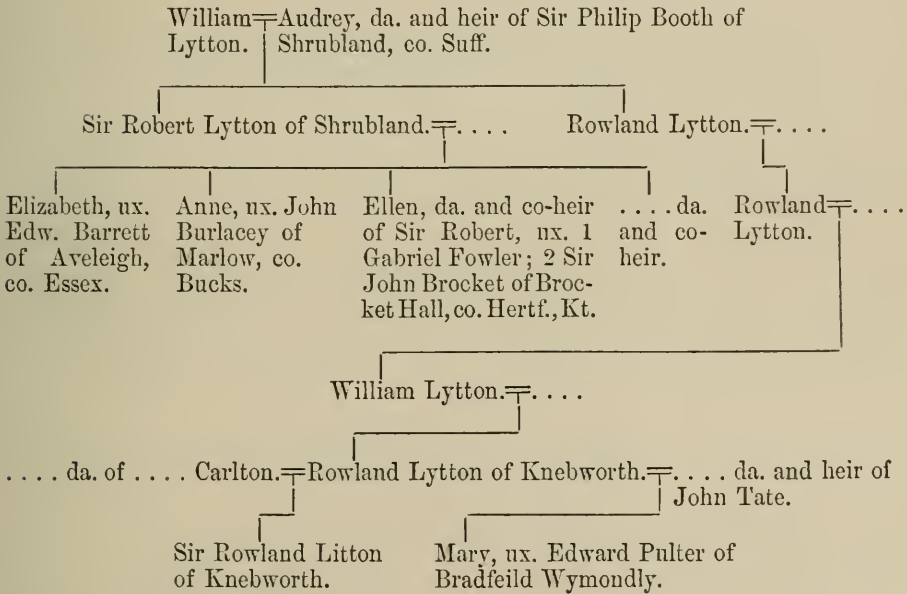 William╤Audrey, da. and heir of Sir Philip Booth of
Lytton. Shrubland, co. Suff.
Sir Robert Lytton of Shrubland.╤. . . .
Rowland Lytton.╤. . . .
Elizabeth, ux.
Edw. Barrett
of Aveleigh,
co. Essex.
Anne, ux. John
Burlacey of
Marlow, co.
Bucks.
Ellen, da. and co-heir
of Sir Robert, ux. 1
Gabriel Fowler; 2 Sir
John Brocket of Broc-
ket Hall, co. Hertf., Kt.
. . . . da.
and co-
heir.
Rowland╤. . . .
Lytton.
William Lytton.╤. . . .
. . . . da. of . . . . Carlton.╤Rowland Lytton of Knebworth.╤. . . . da. and heir of
John Tate.
Sir Rowland Litton
of Knebworth.
Mary, ux. Edward Pulter of
Bradfeild Wymondly.